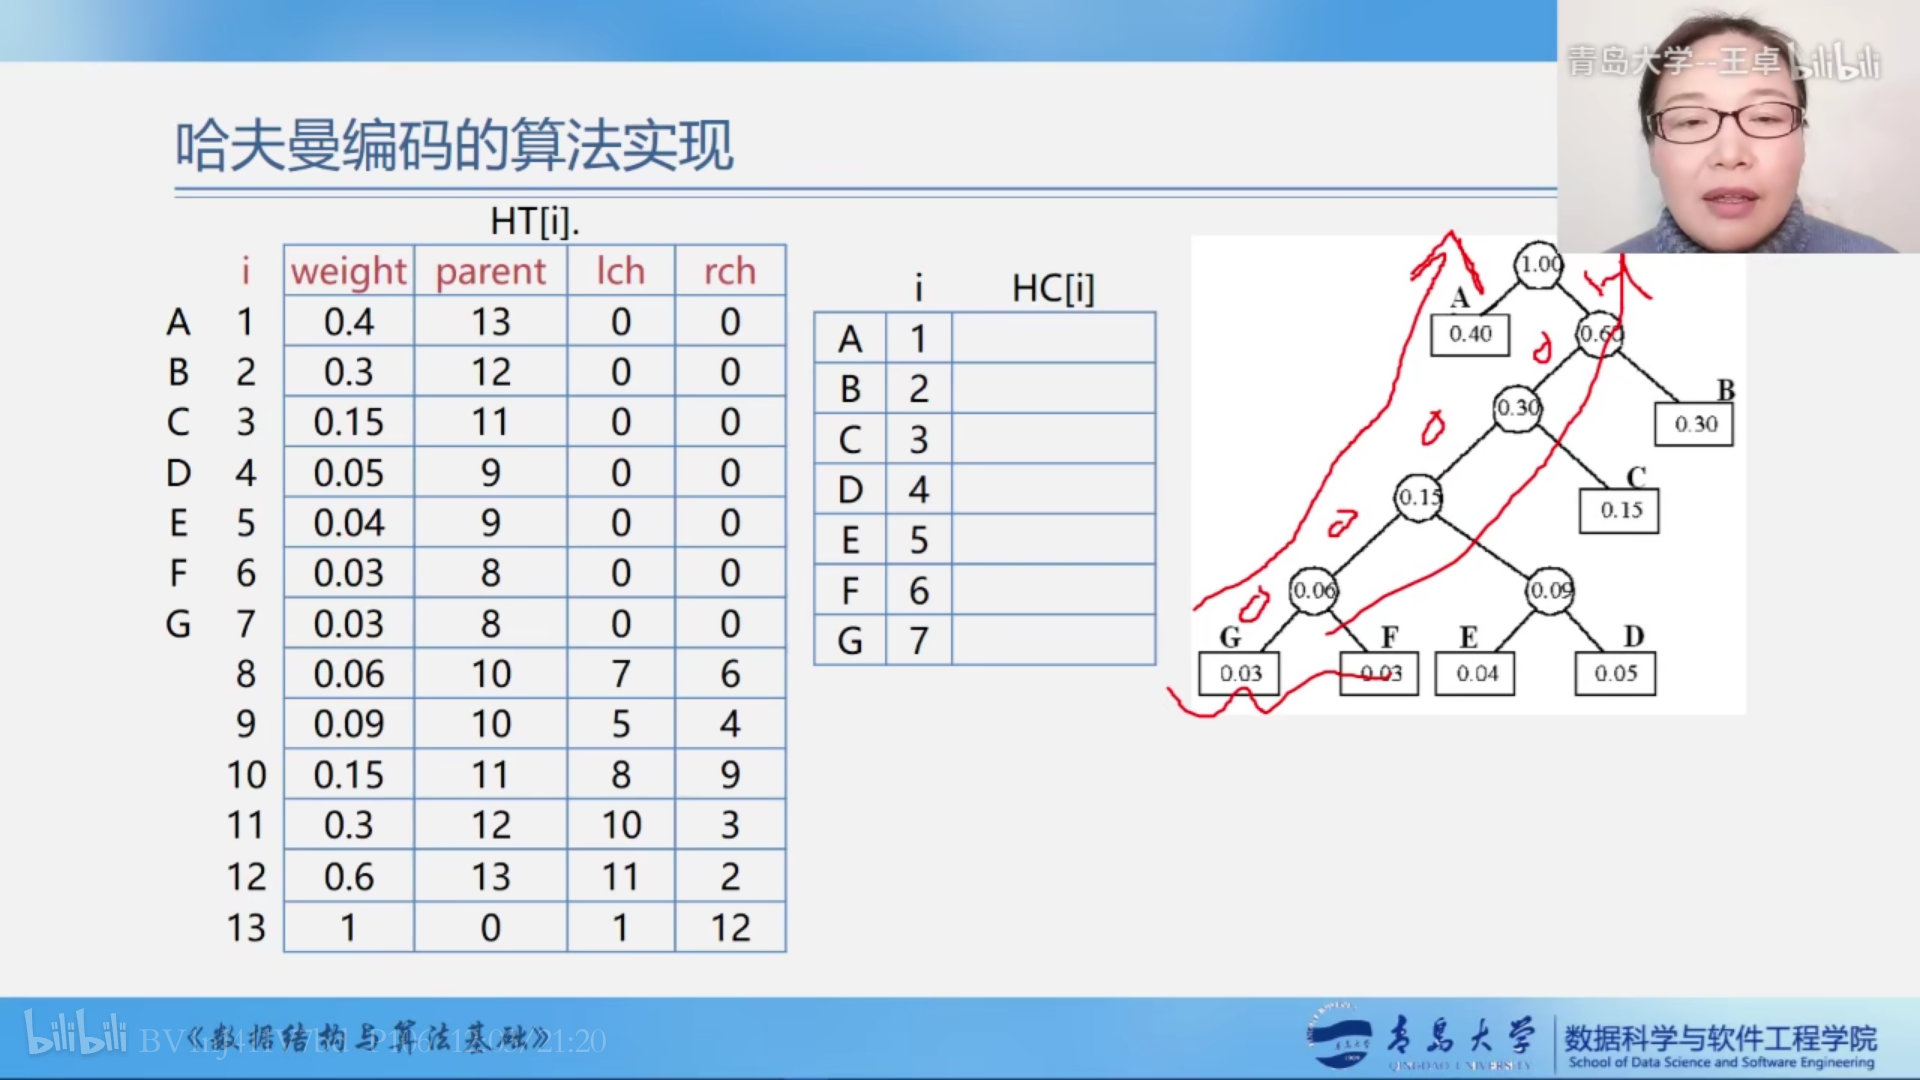 青岛大学--王卓 bilibili
哈夫曼编码的算法实现
HT[i].
i weight parent lch rch
A 1 0.4 13 0 0
B 2 0.3 12 0 0
C 3 0.15 11 0 0
D 4 0.05 9 0 0
E 5 0.04 9 0 0
F 6 0.03 8 0 0
G 7 0.03 8 0 0
8 0.06 10 7 6
9 0.09 10 5 4
10 0.15 11 8 9
11 0.3 12 10 3
12 0.6 13 11 2
13 1 0 1 12
i HC[i]
A 1
B 2
C 3
D 4
E 5
F 6
G 7
1.00
A
0.40 0.60
0
0.30 B
0.30
0
0.15 C
0.15
0
0.06 0.09
0
G F E D
0.03 0.03 0.04 0.05
bilibili
《数据结构与算法基础》
21:20
青岛大学
QINGDAO UNIVERSITY
数据科学与软件工程学院
School of Data Science and Software Engineering